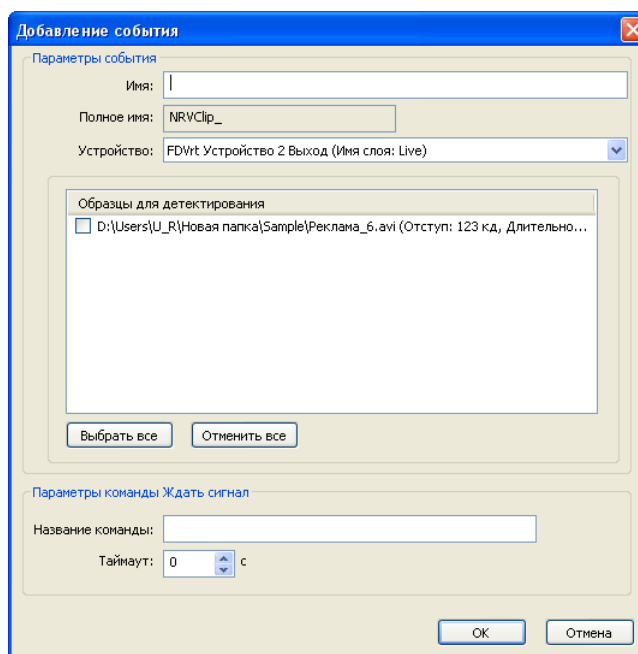 Добавление события
Параметры события
Имя:
Полное имя: NRVClip_
Устройство: FDVrt Устройство 2 Выход (Имя слоя: Live)
Образцы для детектирования
D:\Users\U_R\Новая папка\Sample\Реклама_6.avi (Отступ: 123 кд, Длительно...
Выбрать все Отменить все
Параметры команды Ждать сигнал
Название команды:
Таймаут: 0 с
OK Отмена